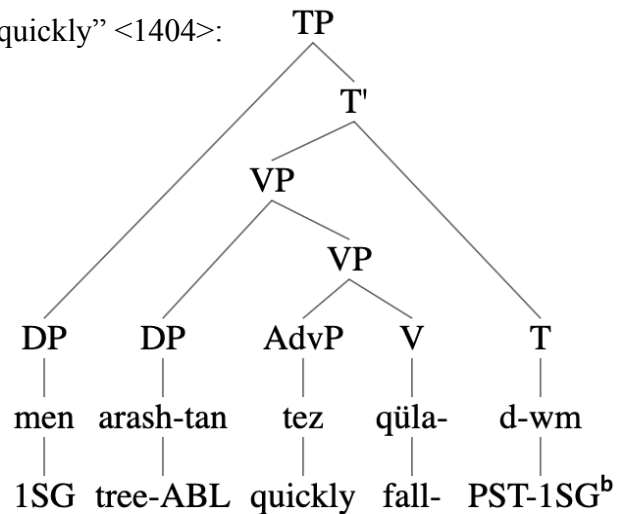 quickly” <1404>: TP
T'
VP
VP
DP DP AdvP V T
men arash-tan tez qüla- d-wm
1SG tree-ABL quickly fall- PST-1SGᵇ